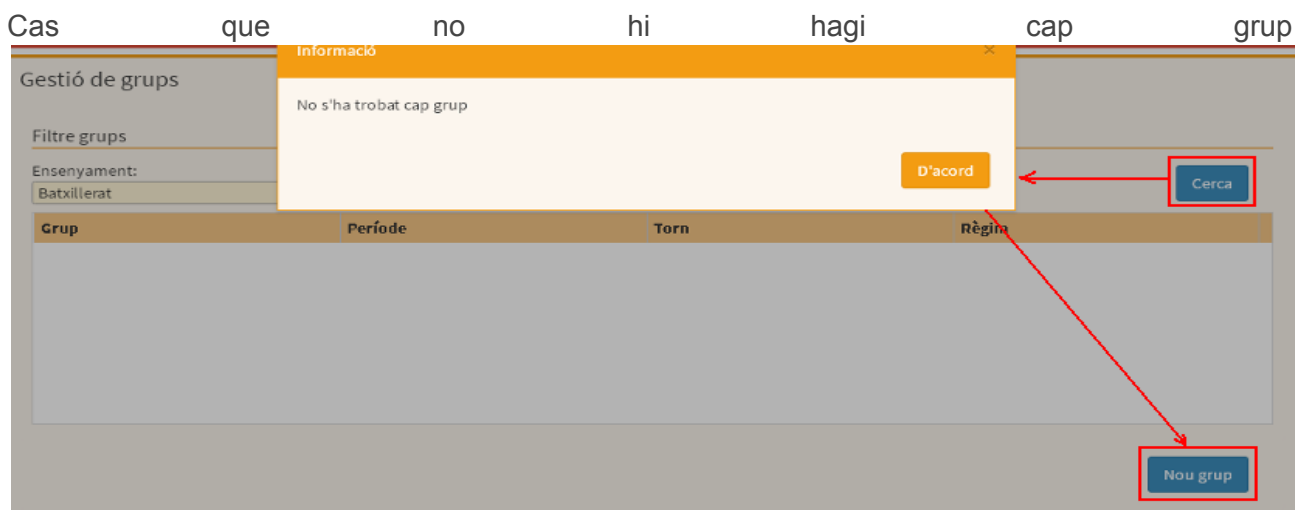 Cas que no hi hagi cap grup
Informació ×
Gestió de grups
No s'ha trobat cap grup
Filtre grups
Ensenyament:
D'acord
Cerca
Batxillerat
Grup Període Torn Règim
Nou grup